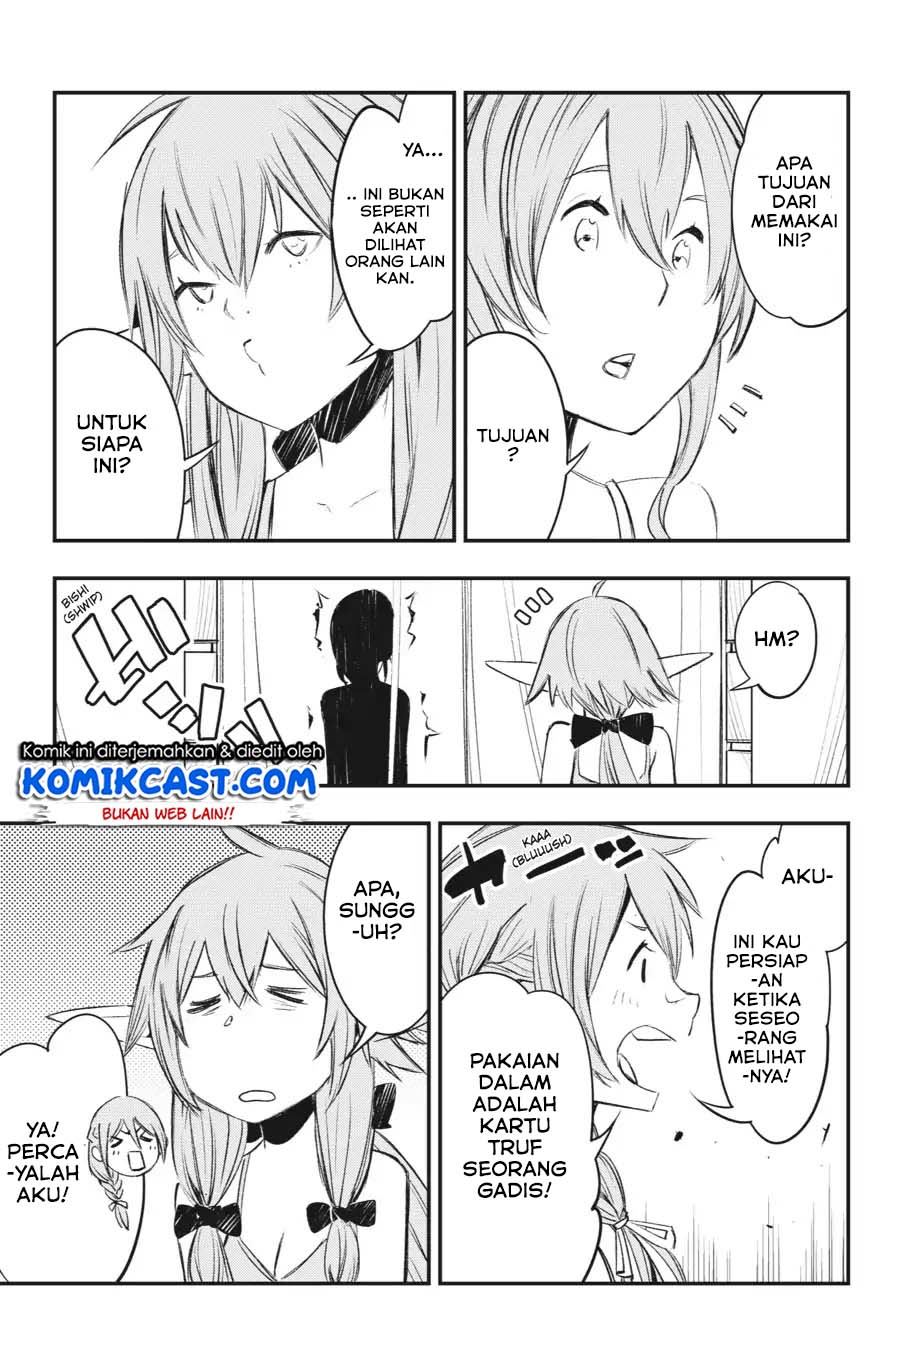 APA
TUJUAN
DARI
MEMAKAI
INI?
TUJUAN
?
YA...
.. INI BUKAN
SEPERTI
AKAN
DILIHAT
ORANG LAIN
KAN.
UNTUK
SIAPA
INI?
HM?
BISHI
(SHWIP)
Komik ini diterjemahkan & diedit oleh
KOMIKCAST.COM
BUKAN WEB LAIN!!
AKU-
INI KAU
PERSIAP
-AN
KETIKA
SESEO
-RANG
MELIHAT
-NYA!
KAAA
(BLUUUSH)
PAKAIAN
DALAM
ADALAH
KARTU
TRUF
SEORANG
GADIS!
APA,
SUNGG
-UH?
YA!
PERCA
-YALAH
AKU!